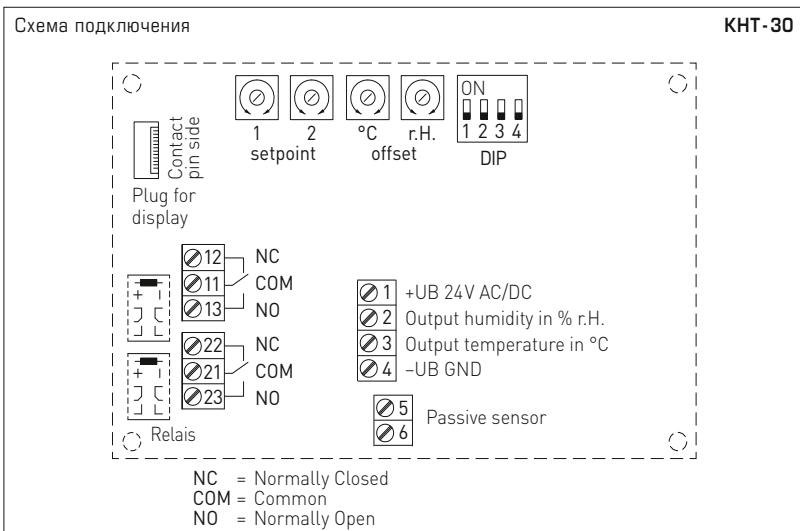 Схема подключения
KHT-30
ON
1 2 3 4
DIP
1 2 °C r.H.
setpoint offset
Contact
pin side
Plug for
display
12 NC
11 COM
13 NO
22 NC
21 COM
23 NO
+ –
+ –
Relais
1 +UB 24V AC/DC
2 Output humidity in % r.H.
3 Output temperature in °C
4 –UB GND
5
6
Passive sensor
NC = Normally Closed
COM = Common
NO = Normally Open